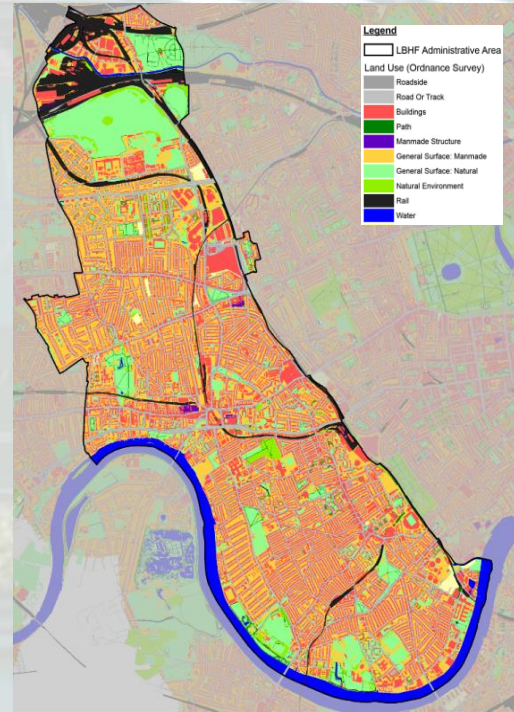 Legend
LBHF Administrative Area
Land Use (Ordnance Survey)
Roadside
Road Or Track
Buildings
Path
Manmade Structure
General Surface: Manmade
General Surface: Natural
Natural Environment
Rail
Water